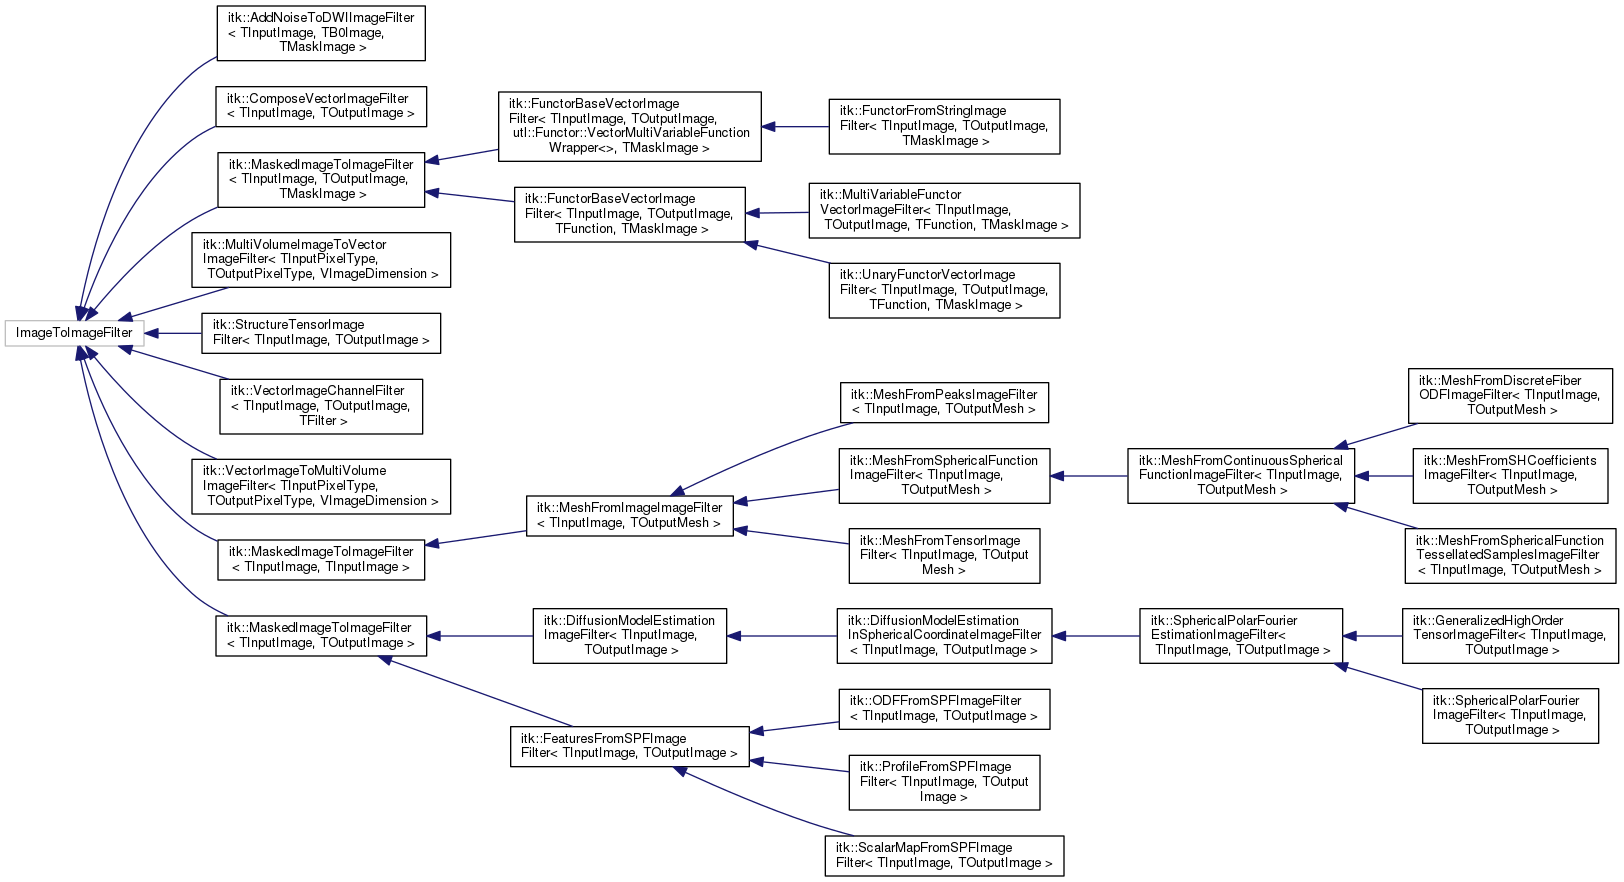 itk::AddNoiseToDWIImageFilter
< TInputImage, TB0Image,
TMaskImage >
itk::ComposeVectorImageFilter
< TInputImage, TOutputImage >
itk::MaskedImageToImageFilter
< TInputImage, TOutputImage,
TMaskImage >
itk::MultiVolumeImageToVector
ImageFilter< TInputPixelType,
TOutputPixelType, VImageDimension >
ImageToImageFilter
itk::StructureTensorImage
Filter< TInputImage, TOutputImage >
itk::VectorImageChannelFilter
< TInputImage, TOutputImage,
TFilter >
itk::VectorImageToMultiVolume
ImageFilter< TInputPixelType,
TOutputPixelType, VImageDimension >
itk::MaskedImageToImageFilter
< TInputImage, TInputImage >
itk::MaskedImageToImageFilter
< TInputImage, TOutputImage >
itk::FunctorBaseVectorImage
Filter< TInputImage, TOutputImage,
utl::Functor::VectorMultiVariableFunction
Wrapper<>, TMaskImage >
itk::FunctorBaseVectorImage
Filter< TInputImage, TOutputImage,
TFunction, TMaskImage >
itk::MeshFromImageImageFilter
< TInputImage, TOutputMesh >
itk::DiffusionModelEstimation
ImageFilter< TInputImage,
TOutputImage >
itk::FeaturesFromSPFImage
Filter< TInputImage, TOutputImage >
itk::FunctorFromStringImage
Filter< TInputImage, TOutputImage,
TMaskImage >
itk::MultiVariableFunctor
VectorImageFilter< TInputImage,
TOutputImage, TFunction, TMaskImage >
itk::UnaryFunctorVectorImage
Filter< TInputImage, TOutputImage,
TFunction, TMaskImage >
itk::MeshFromPeaksImageFilter
< TInputImage, TOutputMesh >
itk::MeshFromSphericalFunction
ImageFilter< TInputImage,
TOutputMesh >
itk::MeshFromTensorImage
Filter< TInputImage, TOutput
Mesh >
itk::DiffusionModelEstimation
InSphericalCoordinateImageFilter
< TInputImage, TOutputImage >
itk::ODFFromSPFImageFilter
< TInputImage, TOutputImage >
itk::ProfileFromSPFImage
Filter< TInputImage, TOutput
Image >
itk::ScalarMapFromSPFImage
Filter< TInputImage, TOutputImage >
itk::MeshFromContinuousSpherical
FunctionImageFilter< TInputImage,
TOutputMesh >
itk::SphericalPolarFourier
EstimationImageFilter<
TInputImage, TOutputImage >
itk::MeshFromDiscreteFiber
ODFImageFilter< TInputImage,
TOutputMesh >
itk::MeshFromSHCoefficients
ImageFilter< TInputImage,
TOutputMesh >
itk::MeshFromSphericalFunction
TessellatedSamplesImageFilter
< TInputImage, TOutputMesh >
itk::GeneralizedHighOrder
TensorImageFilter< TInputImage,
TOutputImage >
itk::SphericalPolarFourier
ImageFilter< TInputImage,
TOutputImage >